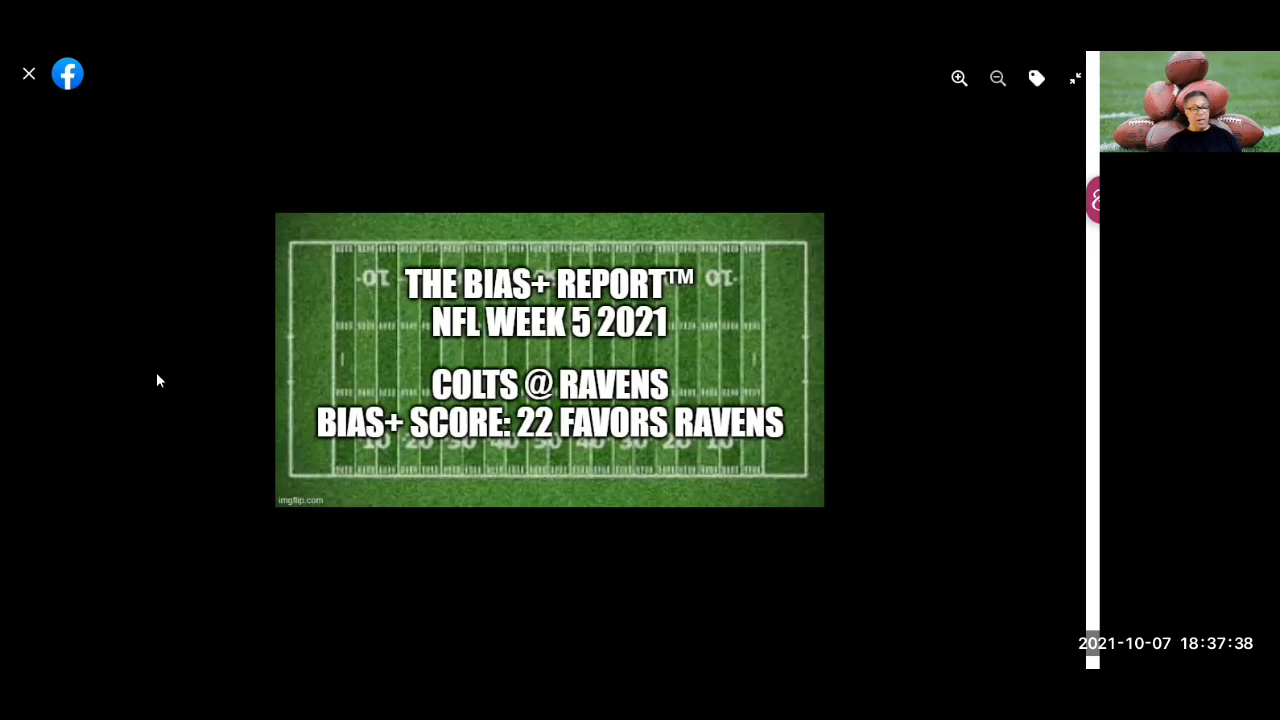 THE BIAS+ REPORT™
NFL WEEK 5 2021
COLTS @ RAVENS
BIAS+ SCORE: 22 FAVORS RAVENS
imgflip.com
2021-10-07 18:37:38